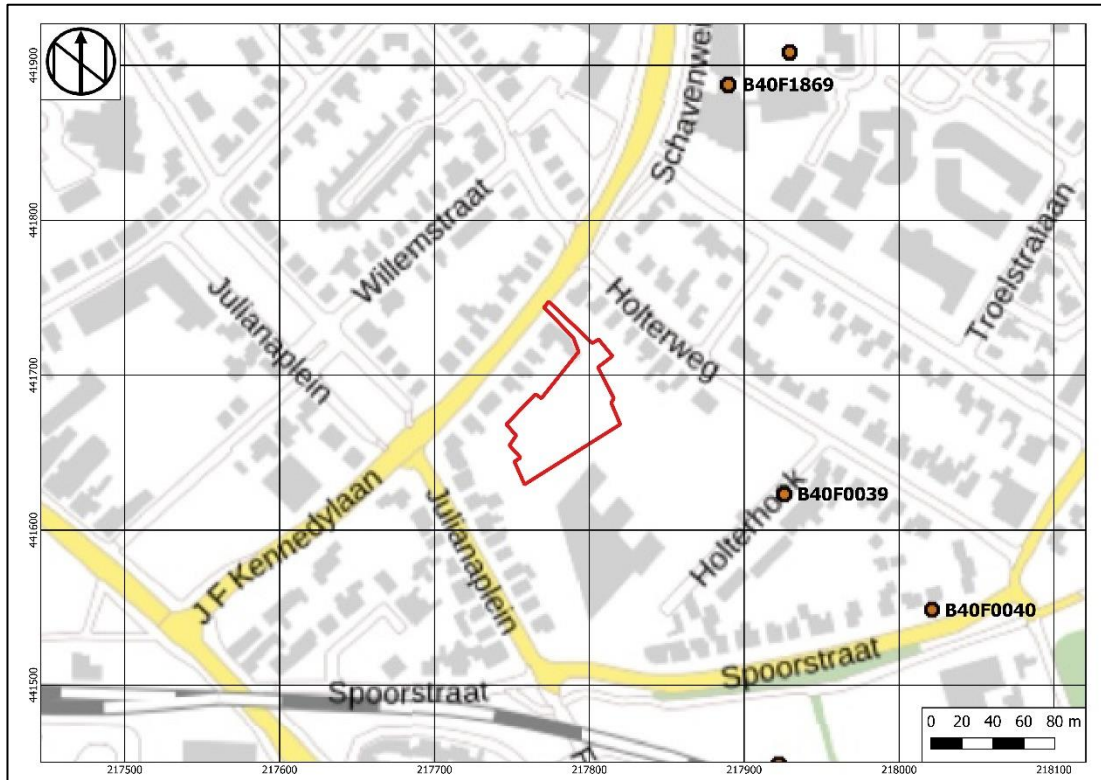 441900
B40F1869
Schavenwei
441800
Willemstraat
Troelstralaan
Julianaplein
Holterweg
441700
B40F0039
Holterhoek
441600
J F Kennedylaan
Julianaplein
B40F0040
Spoorstraat
Spoorstraat
441500
0 20 40 60 80 m
217500 217600 217700 217800 217900 218000 218100